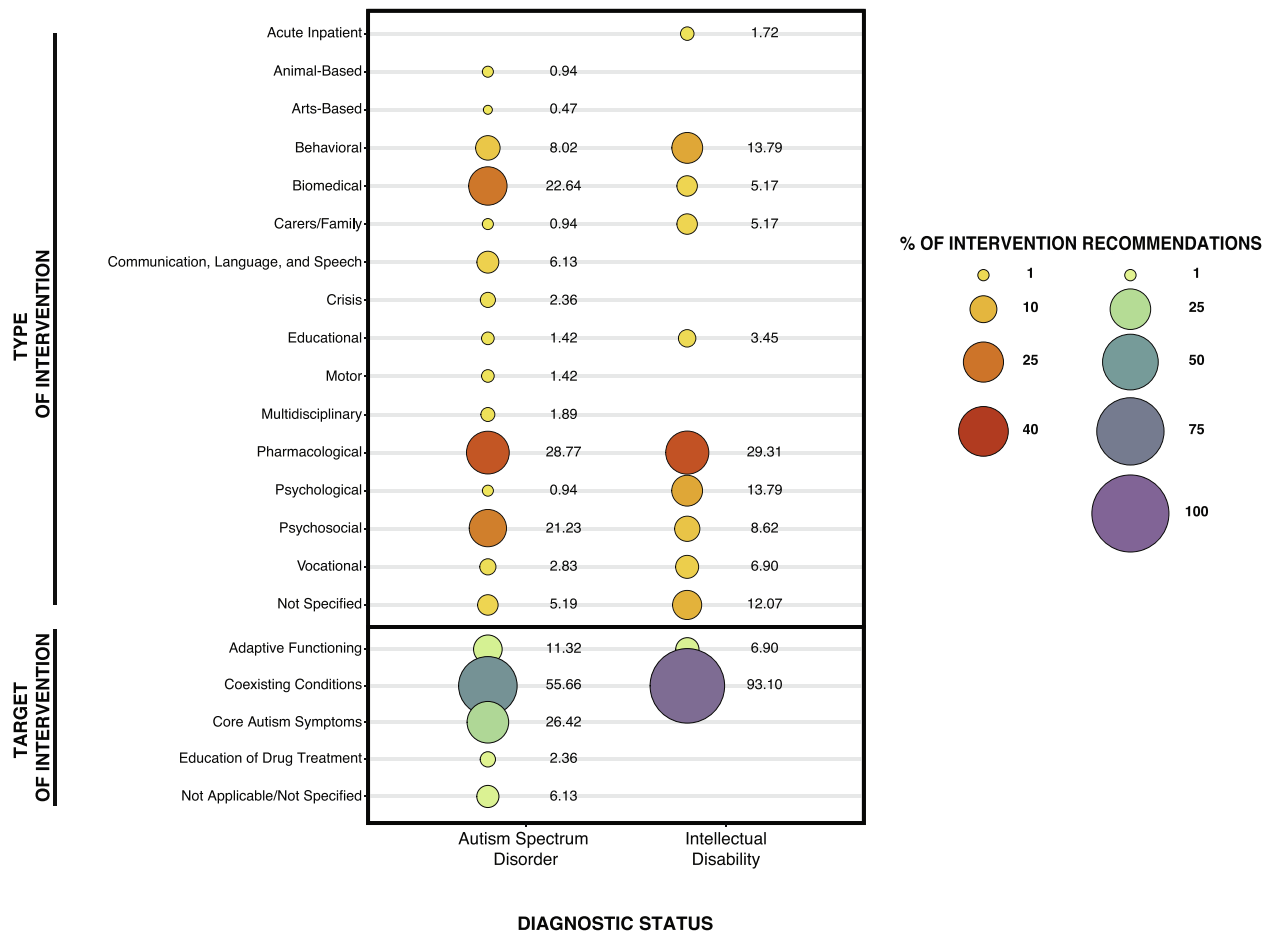 Acute Inpatient 1.72
Animal-Based 0.94
Arts-Based 0.47
Behavioral 8.02 13.79
Biomedical 22.64 5.17
Carers/Family 0.94 5.17
Communication, Language, and Speech 6.13
Crisis 2.36
Educational 1.42 3.45
Motor 1.42
Multidisciplinary 1.89
Pharmacological 28.77 29.31
Psychological 0.94 13.79
Psychosocial 21.23 8.62
Vocational 2.83 6.90
Not Specified 5.19 12.07
TYPE
OF INTERVENTION
Adaptive Functioning 11.32 6.90
Coexisting Conditions 55.66 93.10
Core Autism Symptoms 26.42
Education of Drug Treatment 2.36
Not Applicable/Not Specified 6.13
TARGET
OF INTERVENTION
Autism Spectrum
Disorder
Intellectual
Disability
DIAGNOSTIC STATUS
% OF INTERVENTION RECOMMENDATIONS
1 1
10 25
25 50
40 75
100